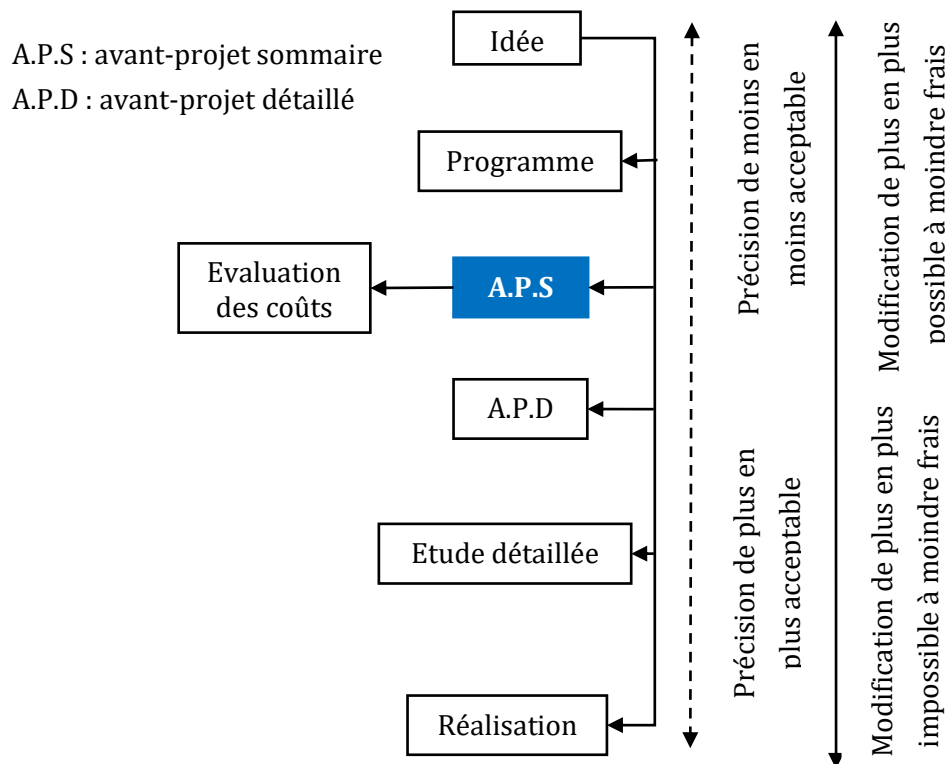 A.P.S : avant-projet sommaire
A.P.D : avant-projet détaillé
Idée
Programme
Evaluation
des coûts
A.P.S
A.P.D
Etude détaillée
Réalisation
Précision de moins en
moins acceptable
Précision de plus en
plus acceptable
Modification de plus en plus
possible à moindre frais
Modification de plus en plus
impossible à moindre frais